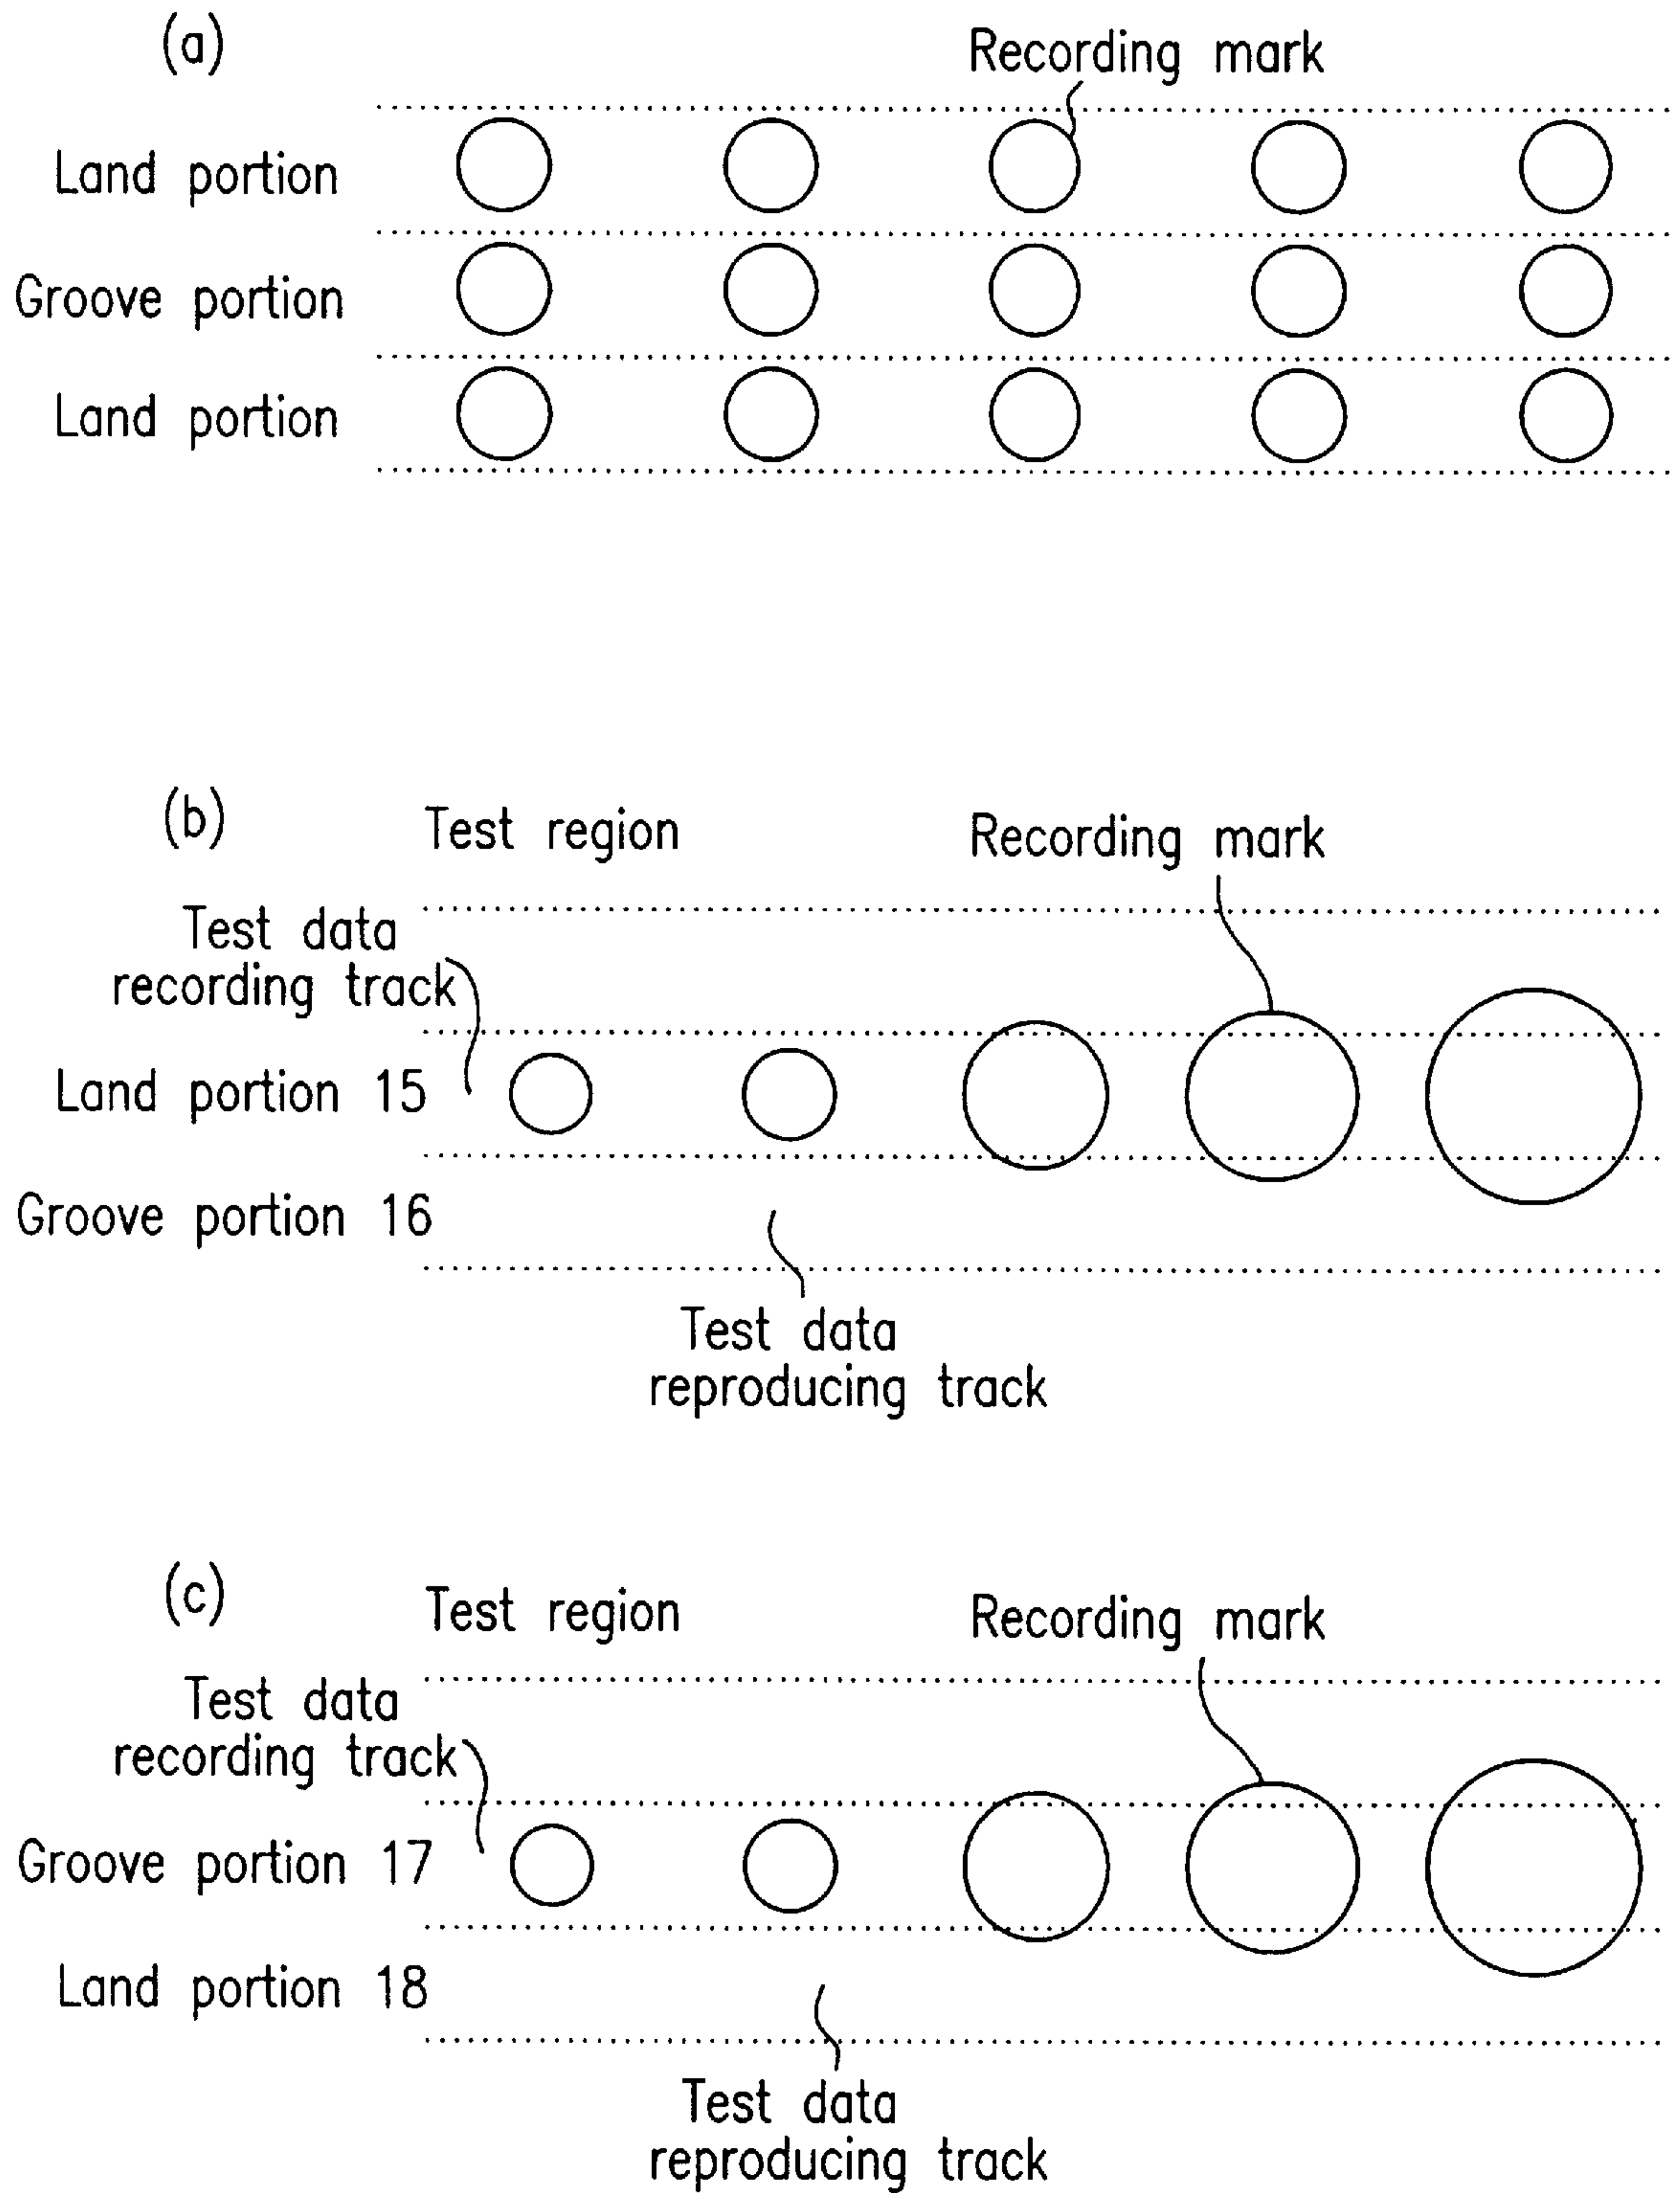 (a)
Recording mark
Land portion
Groove portion
Land portion
(b)
Test region
Recording mark
Test data
recording track
Land portion 15
Groove portion 16
Test data
reproducing track
(c)
Test region
Recording mark
Test data
recording track
Groove portion 17
Land portion 18
Test data
reproducing track